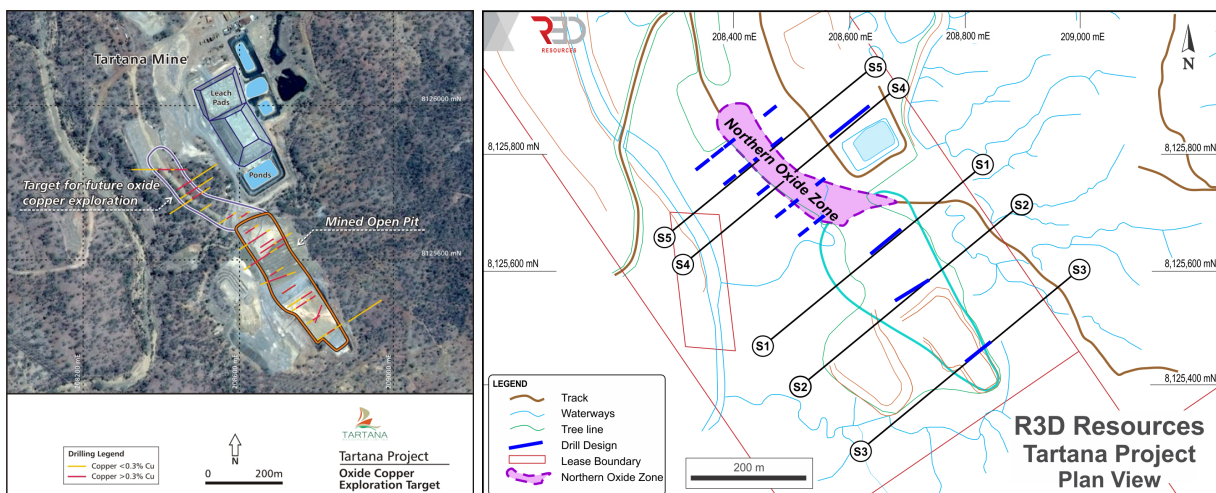 Tartana Mine
Leach
Pads
8126000 mN
Ponds
Target for future oxide
copper exploration
Mined Open Pit
8125600 mN
208200 mE
208600 mE
Drilling Legend
Copper <0.3% Cu
Copper >0.3% Cu
N
0 200m
TARTANA
Tartana Project
Oxide Copper
Exploration Target
R3D
RESOURCES
208,400 mE 208,600 mE 208,800 mE 209,000 mE
N
S5
S4
Northern Oxide Zone
8,125,800 mN 8,125,800 mN
S1
S2
S5
S4
8,125,600 mN 8,125,600 mN
S3
S1
S2
8,125,400 mN
S3
LEGEND
Track
Waterways
Tree line
Drill Design
Lease Boundary
Northern Oxide Zone
200 m
R3D Resources
Tartana Project
Plan View